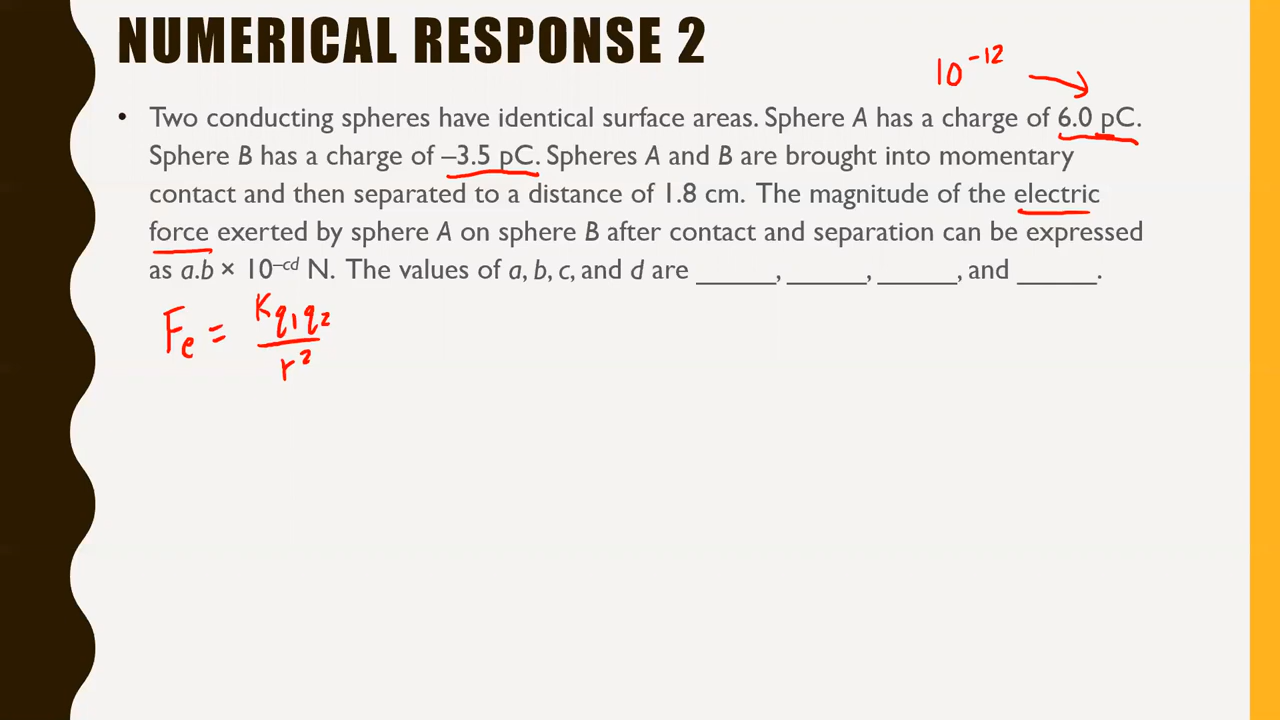 NUMERICAL RESPONSE 2
10⁻¹²
• Two conducting spheres have identical surface areas. Sphere A has a charge of 6.0 pC.
Sphere B has a charge of –3.5 pC. Spheres A and B are brought into momentary
contact and then separated to a distance of 1.8 cm. The magnitude of the electric
force exerted by sphere A on sphere B after contact and separation can be expressed
as a.b × 10⁻ᶜᵈ N. The values of a, b, c, and d are ______, ______, ______, and ______.
Fₑ = Kq₁q₂
r²